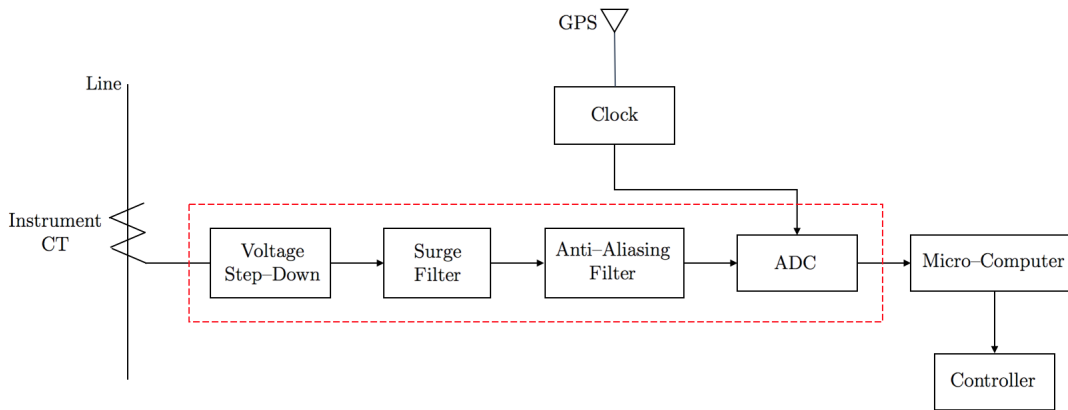 GPS
Clock
Line
Instrument
CT
Voltage
Step–Down
Surge
Filter
Anti–Aliasing
Filter
ADC
Micro–Computer
Controller